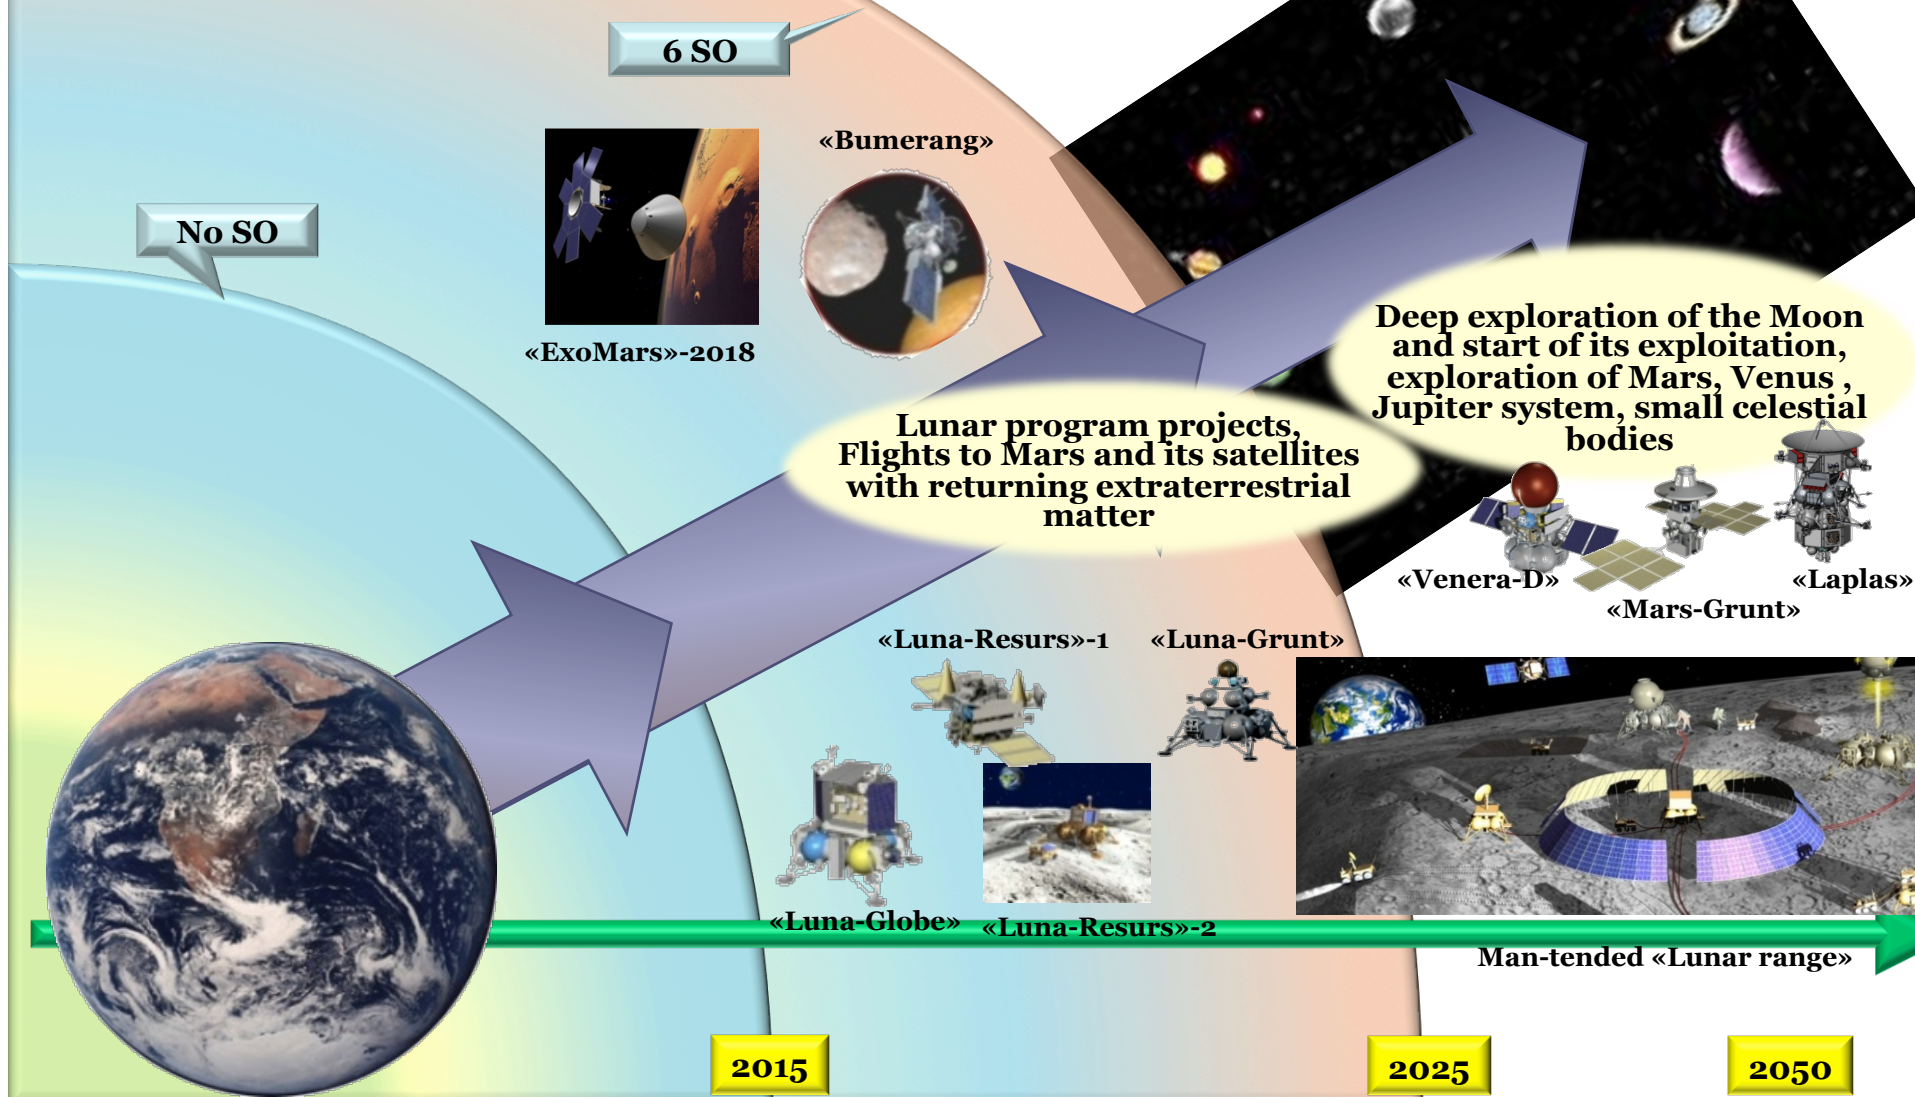 6 SO
«Bumerang»
No SO
«ExoMars»-2018
Deep exploration of the Moon
and start of its exploitation,
exploration of Mars, Venus ,
Jupiter system, small celestial
bodies
Lunar program projects,
Flights to Mars and its satellites
with returning extraterrestrial
matter
«Venera-D»
«Laplas»
«Mars-Grunt»
«Luna-Resurs»-1
«Luna-Grunt»
«Luna-Globe»
«Luna-Resurs»-2
Man-tended «Lunar range»
2015
2025
2050